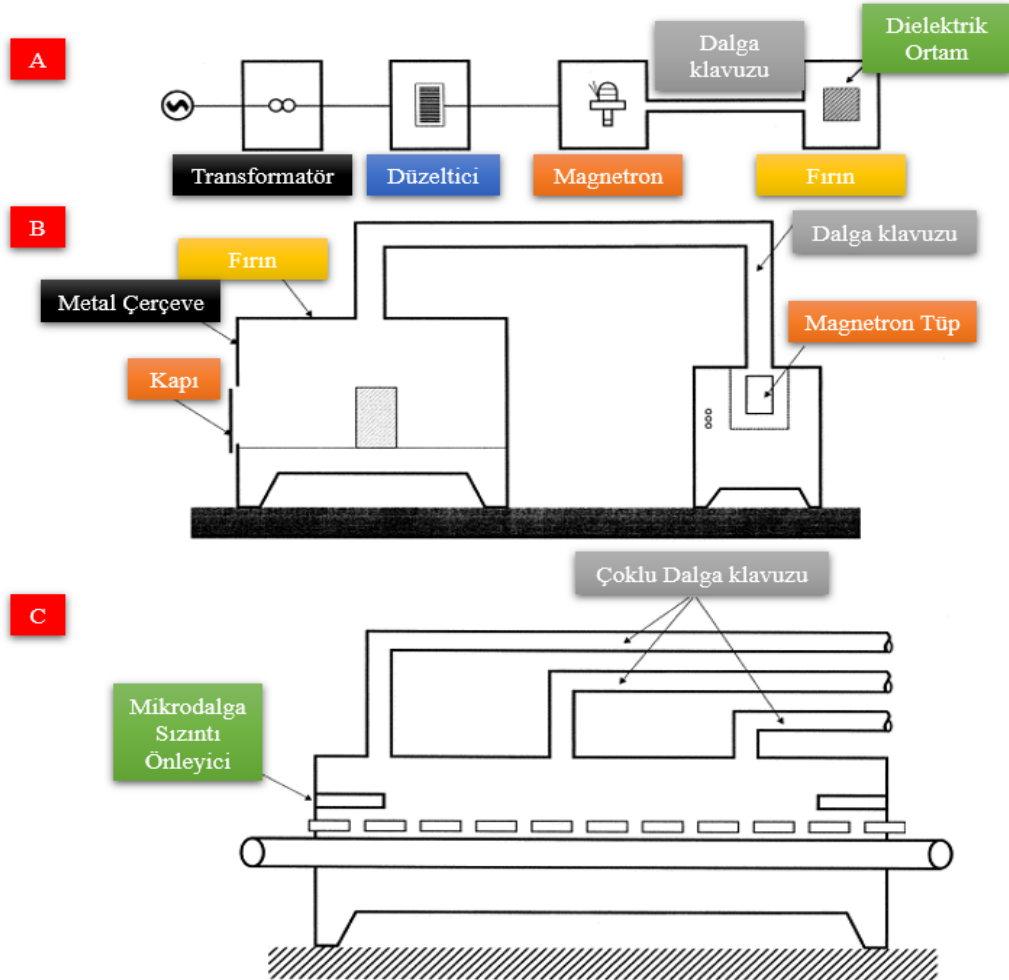 A
Dalga
klavuzu
Dielektrik
Ortam
Transformatör
Düzeltici
Magnetron
Fırın
B
Fırın
Dalga klavuzu
Metal Çerçeve
Magnetron Tüp
Kapı
Çoklu Dalga klavuzu
C
Mikrodalga
Sızıntı
Önleyici